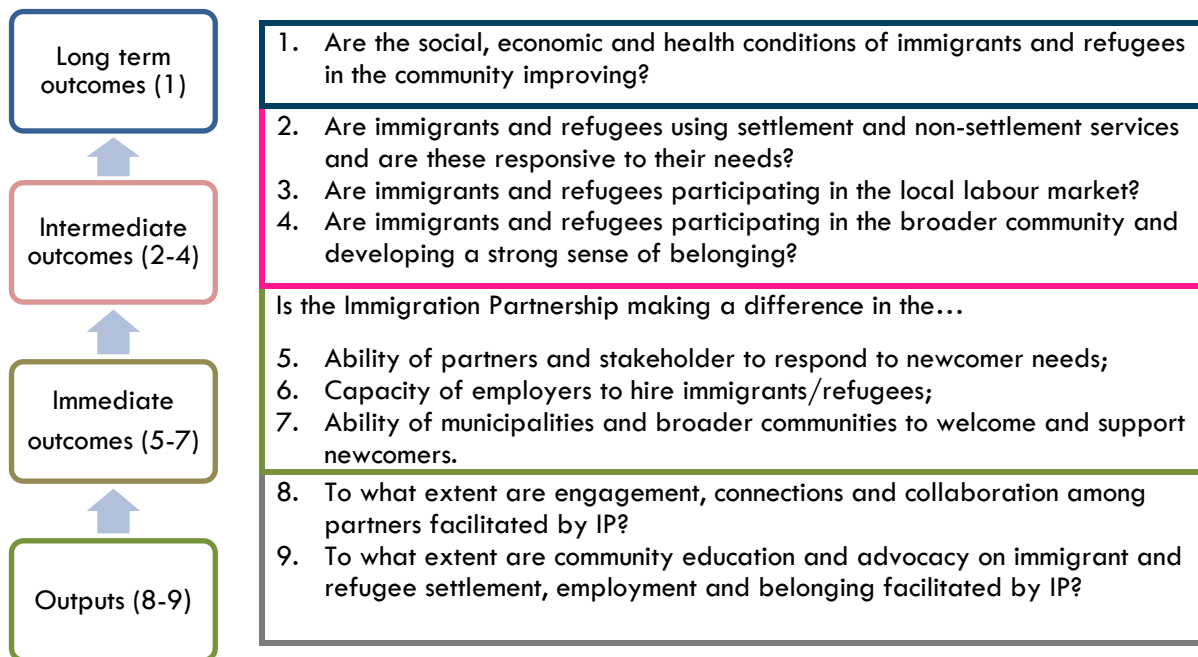 Long term
outcomes (1)
1. Are the social, economic and health conditions of immigrants and refugees
in the community improving?
Intermediate
outcomes (2-4)
2. Are immigrants and refugees using settlement and non-settlement services
and are these responsive to their needs?
3. Are immigrants and refugees participating in the local labour market?
4. Are immigrants and refugees participating in the broader community and
developing a strong sense of belonging?
Immediate
outcomes (5-7)
Is the Immigration Partnership making a difference in the…
5. Ability of partners and stakeholder to respond to newcomer needs;
6. Capacity of employers to hire immigrants/refugees;
7. Ability of municipalities and broader communities to welcome and support
newcomers.
Outputs (8-9)
8. To what extent are engagement, connections and collaboration among
partners facilitated by IP?
9. To what extent are community education and advocacy on immigrant and
refugee settlement, employment and belonging facilitated by IP?